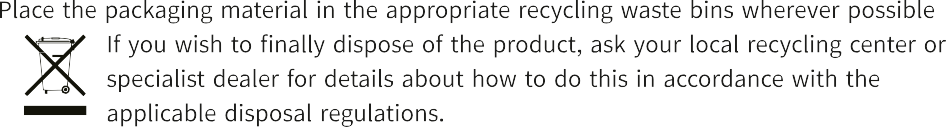 Place the packaging material in the appropriate recycling waste bins wherever possible
If you wish to finally dispose of the product, ask your local recycling center or
specialist dealer for details about how to do this in accordance with the
applicable disposal regulations.